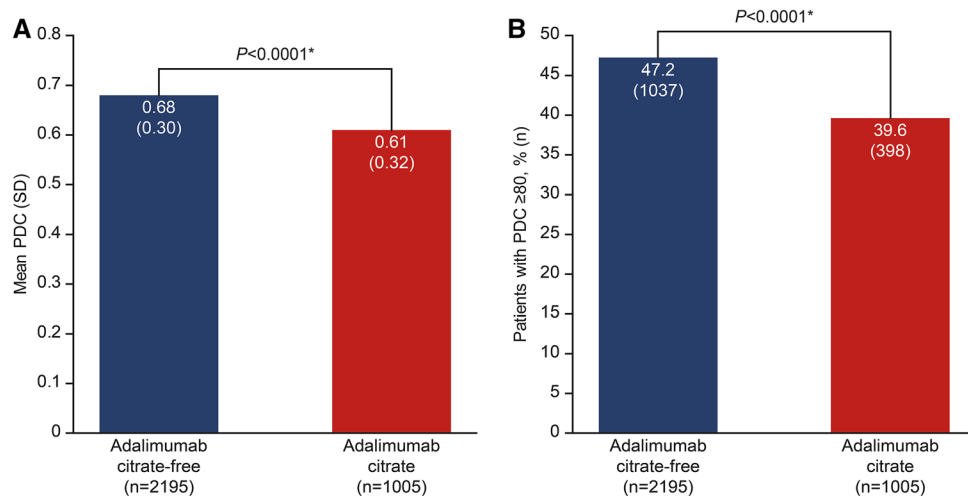 A
P<0.0001*
0.8
0.7
0.6
0.5
0.4
0.3
0.2
0.1
0
Mean PDC (SD)
0.68
(0.30)
0.61
(0.32)
Adalimumab
citrate-free
(n=2195)
Adalimumab
citrate
(n=1005)
B
P<0.0001*
50
45
40
35
30
25
20
15
10
5
0
Patients with PDC ≥80, % (n)
47.2
(1037)
39.6
(398)
Adalimumab
citrate-free
(n=2195)
Adalimumab
citrate
(n=1005)